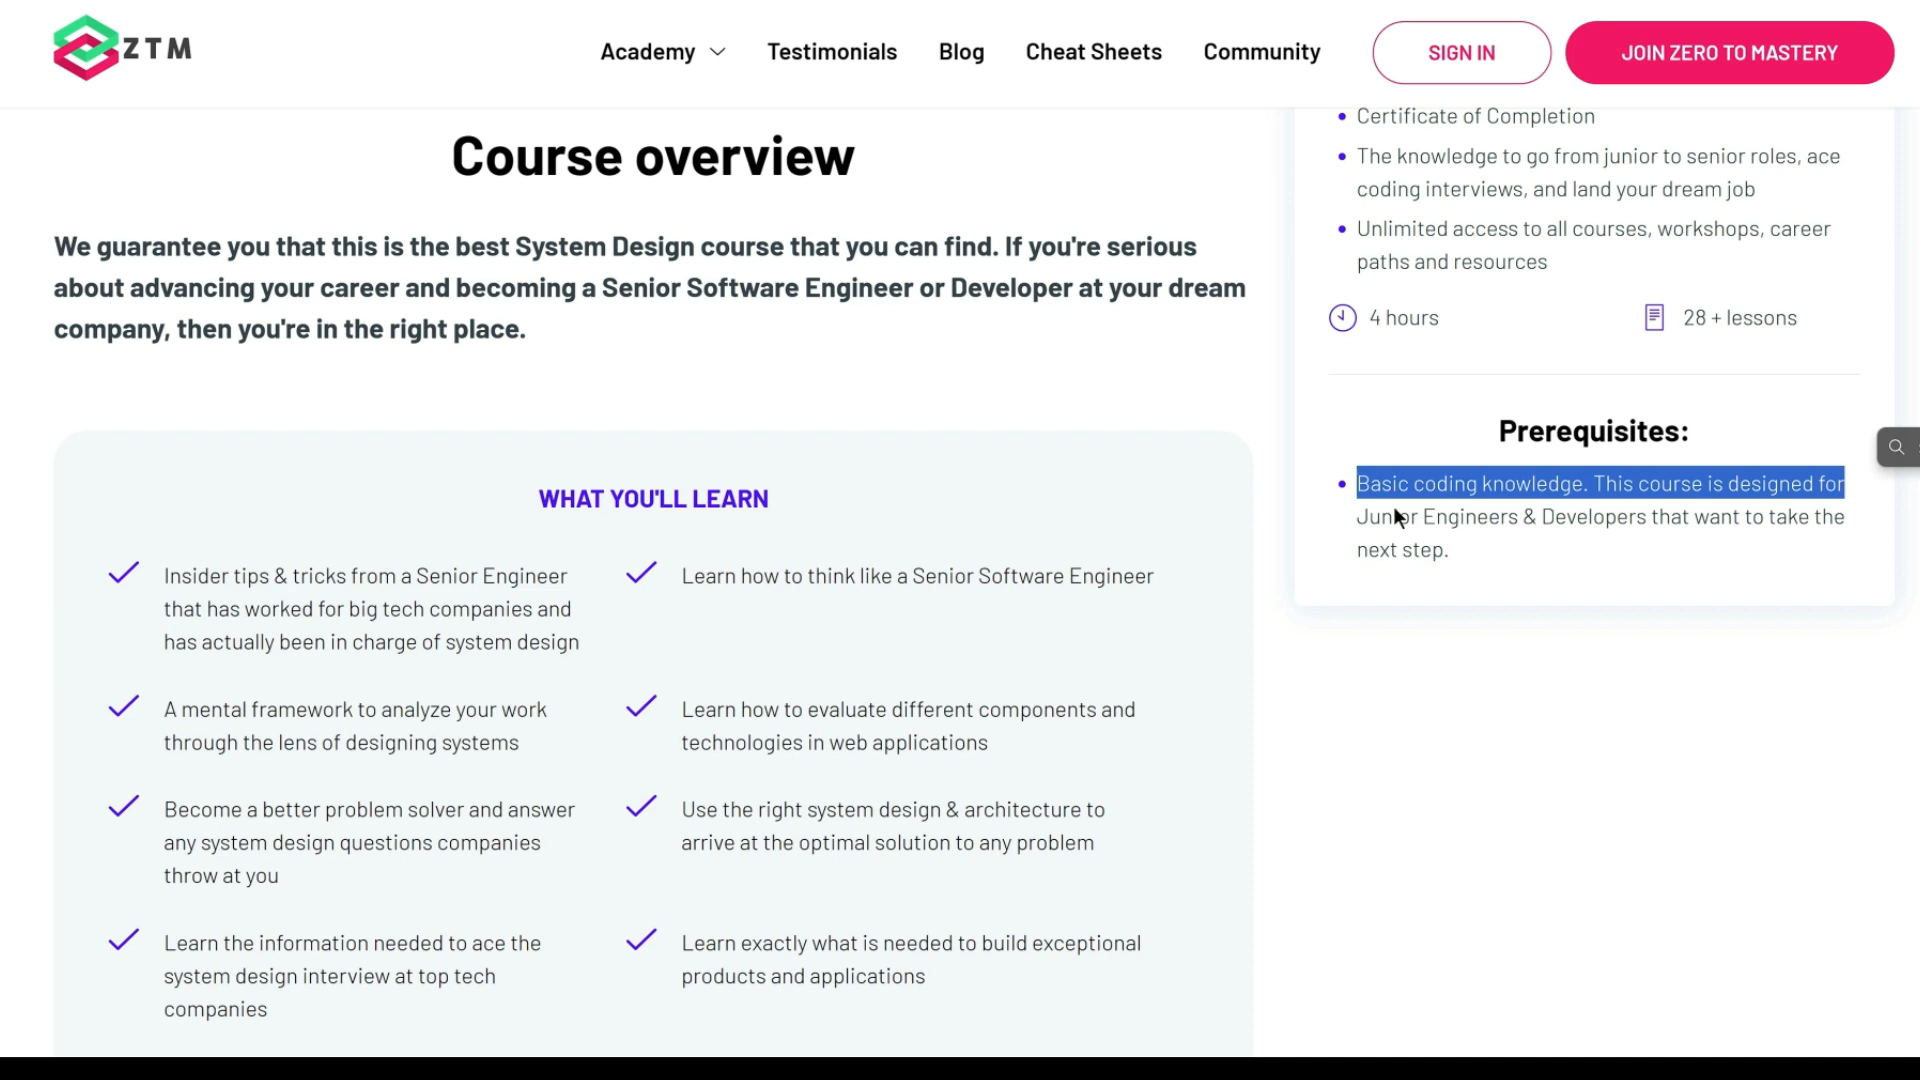 ZTM
Academy
Testimonials
Blog
Cheat Sheets
Community
SIGN IN
JOIN ZERO TO MASTERY
Course overview
We guarantee you that this is the best System Design course that you can find. If you're serious
about advancing your career and becoming a Senior Software Engineer or Developer at your dream
company, then you're in the right place.
WHAT YOU'LL LEARN
Insider tips & tricks from a Senior Engineer
that has worked for big tech companies and
has actually been in charge of system design
Learn how to think like a Senior Software Engineer
A mental framework to analyze your work
through the lens of designing systems
Learn how to evaluate different components and
technologies in web applications
Become a better problem solver and answer
any system design questions companies
throw at you
Use the right system design & architecture to
arrive at the optimal solution to any problem
Learn the information needed to ace the
system design interview at top tech
companies
Learn exactly what is needed to build exceptional
products and applications
Certificate of Completion
The knowledge to go from junior to senior roles, ace
coding interviews, and land your dream job
Unlimited access to all courses, workshops, career
paths and resources
4 hours
28 + lessons
Prerequisites:
Basic coding knowledge. This course is designed for
Junior Engineers & Developers that want to take the
next step.